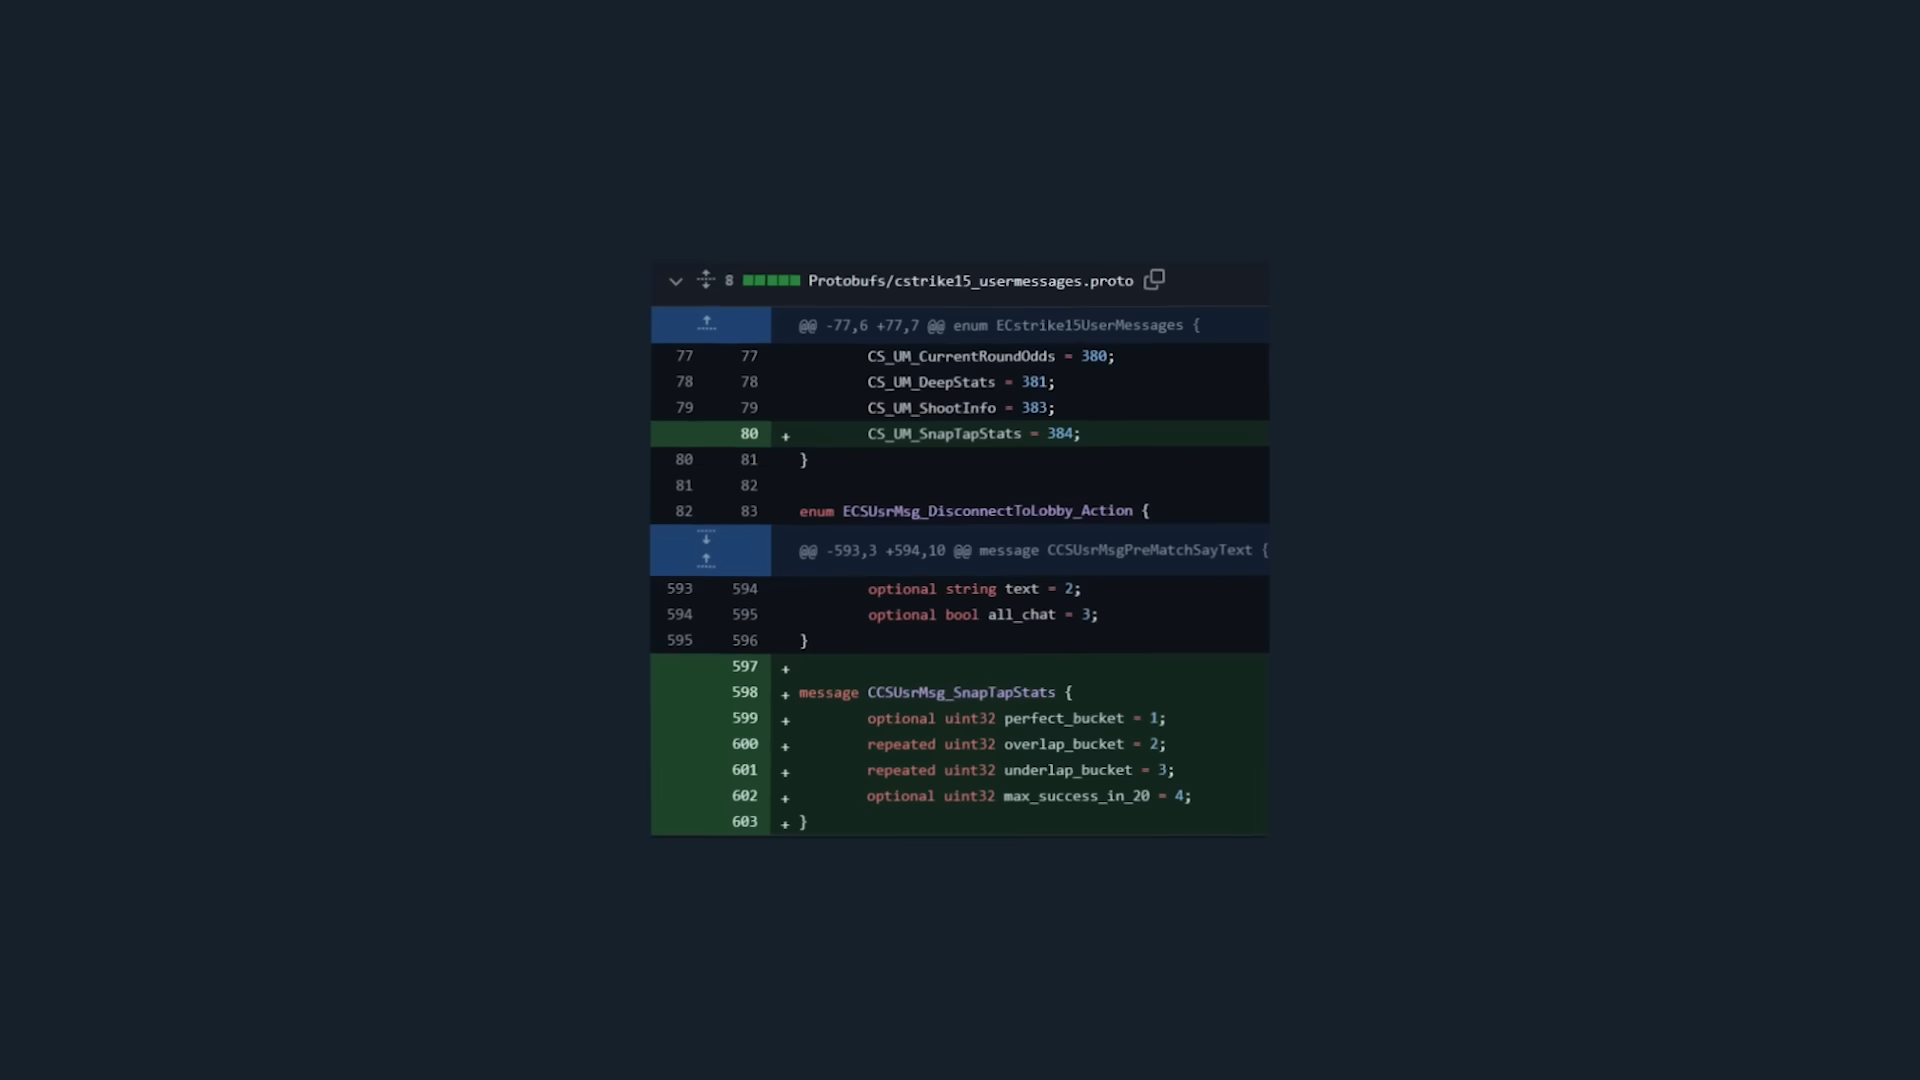 8 Protobufs/cstrike15_usermessages.proto
@@ -77,6 +77,7 @@ enum ECstrike15UserMessages {
77 77 CS_UM_CurrentRoundOdds = 380;
78 78 CS_UM_DeepStats = 381;
79 79 CS_UM_ShootInfo = 383;
80 + CS_UM_SnapTapStats = 384;
80 81 }
81 82
82 83 enum ECSUsrMsg_DisconnectToLobby_Action {
@@ -593,3 +594,10 @@ message CCSUsrMsgPreMatchSayText {
593 594 optional string text = 2;
594 595 optional bool all_chat = 3;
595 596 }
597 +
598 + message CCSUsrMsg_SnapTapStats {
599 + optional uint32 perfect_bucket = 1;
600 + repeated uint32 overlap_bucket = 2;
601 + repeated uint32 underlap_bucket = 3;
602 + optional uint32 max_success_in_20 = 4;
603 + }